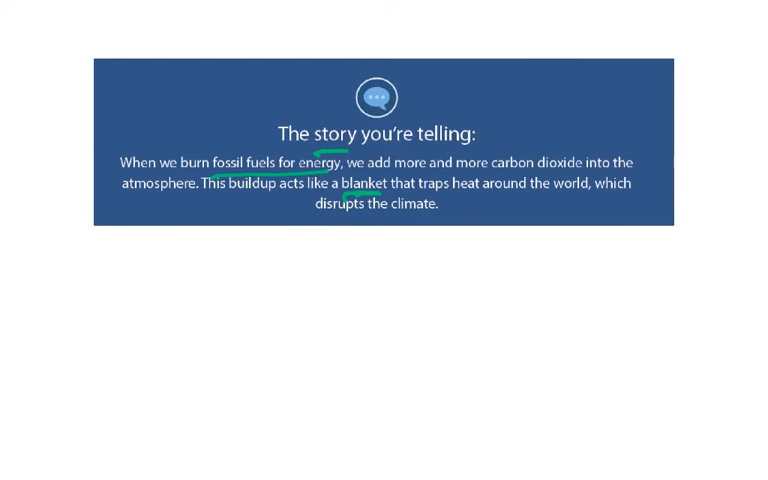 The story you're telling:
When we burn fossil fuels for energy, we add more and more carbon dioxide into the
atmosphere. This buildup acts like a blanket that traps heat around the world, which
disrupts the climate.